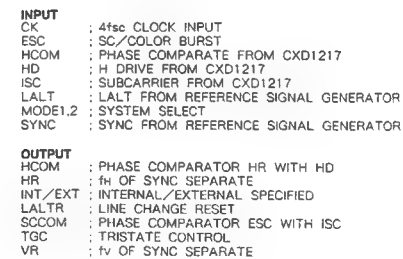 INPUT
CK ; 4fsc CLOCK INPUT
ESC ; SC/COLOR BURST
HCOM ; PHASE COMPARATE FROM CXD1217
HD ; H DRIVE FROM CXD1217
ISC ; SUBCARRIER FROM CXD1217
LALT ; LALT FROM REFERENCE SIGNAL GENERATOR
MODE1,2 ; SYSTEM SELECT
SYNC ; SYNC FROM REFERENCE SIGNAL GENERATOR
OUTPUT
HCOM ; PHASE COMPARATOR HR WITH HD
HR ; fH OF SYNC SEPARATE
INT/EXT ; INTERNAL/EXTERNAL SPECIFIED
LALTR ; LINE CHANGE RESET
SCCOM ; PHASE COMPARATOR ESC WITH ISC
TGC ; TRISTATE CONTROL
VR ; fv OF SYNC SEPARATE